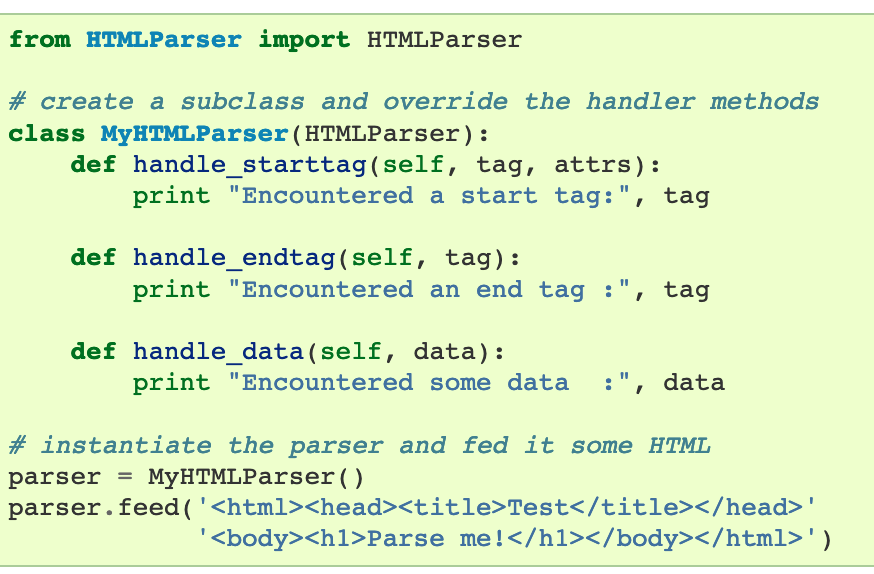 from HTMLParser import HTMLParser

# create a subclass and override the handler methods
class MyHTMLParser(HTMLParser):
    def handle_starttag(self, tag, attrs):
        print "Encountered a start tag:", tag

    def handle_endtag(self, tag):
        print "Encountered an end tag :", tag

    def handle_data(self, data):
        print "Encountered some data  :", data

# instantiate the parser and fed it some HTML
parser = MyHTMLParser()
parser.feed('<html><head><title>Test</title></head>'
            '<body><h1>Parse me!</h1></body></html>')